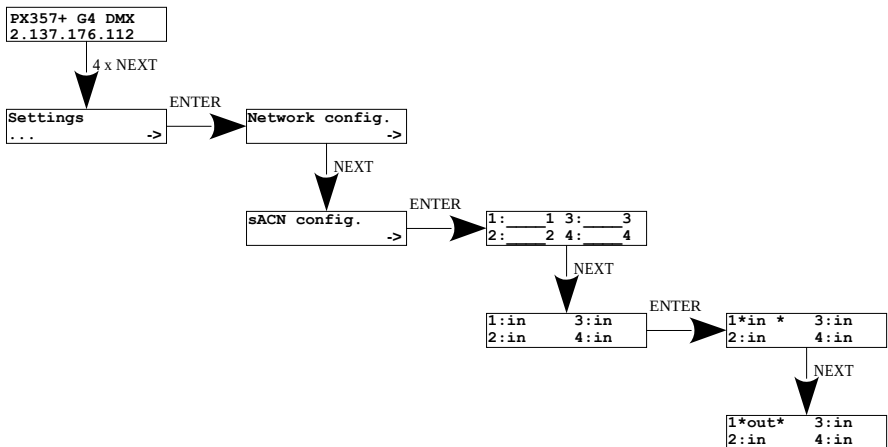 PX357+ G4 DMX
2.137.176.112
4 x NEXT
Settings
... ->
ENTER
Network config.
->
NEXT
sACN config.
->
ENTER
1:____1 3:____3
2:____2 4:____4
NEXT
1:in 3:in
2:in 4:in
ENTER
1*in * 3:in
2:in 4:in
NEXT
1*out* 3:in
2:in 4:in